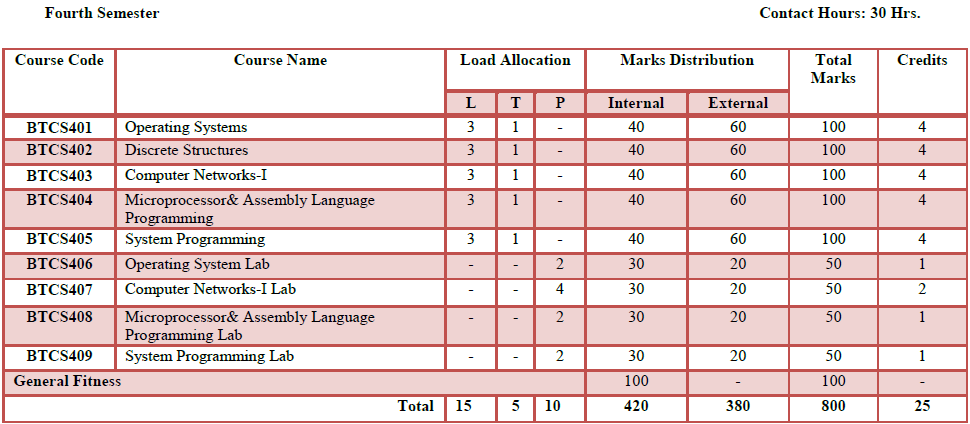 Fourth Semester Contact Hours: 30 Hrs.
Course Code Course Name Load Allocation Marks Distribution Total Marks Credits
L T P Internal External
BTCS401 Operating Systems 3 1 - 40 60 100 4
BTCS402 Discrete Structures 3 1 - 40 60 100 4
BTCS403 Computer Networks-I 3 1 - 40 60 100 4
BTCS404 Microprocessor& Assembly Language 3 1 - 40 60 100 4
Programming
BTCS405 System Programming 3 1 - 40 60 100 4
BTCS406 Operating System Lab - - 2 30 20 50 1
BTCS407 Computer Networks-I Lab - - 4 30 20 50 2
BTCS408 Microprocessor& Assembly Language - - 2 30 20 50 1
Programming Lab
BTCS409 System Programming Lab - - 2 30 20 50 1
General Fitness 100 - 100 -
Total 15 5 10 420 380 800 25